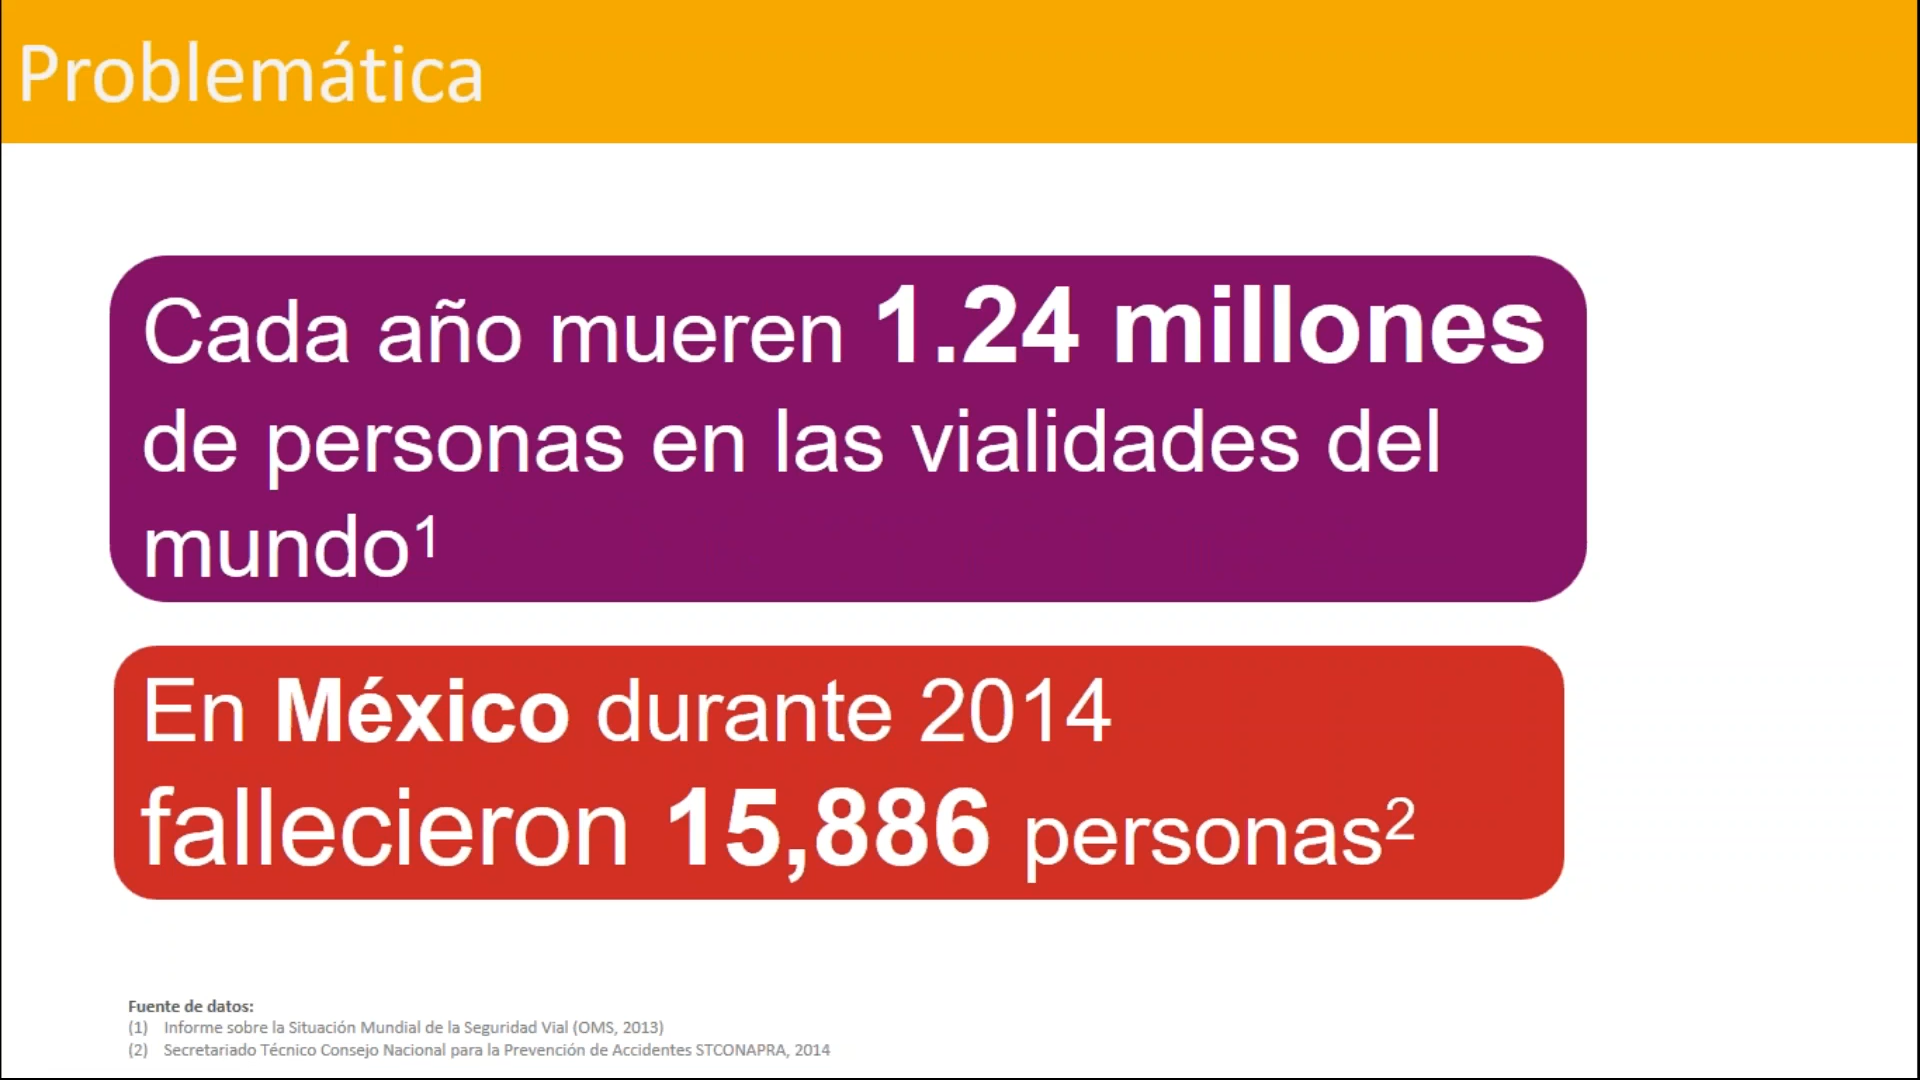 Problemática
Cada año mueren 1.24 millones
de personas en las vialidades del
mundo¹
En México durante 2014
fallecieron 15,886 personas²
Fuente de datos:
(1) Informe sobre la Situación Mundial de la Seguridad Vial (OMS, 2013)
(2) Secretariado Técnico Consejo Nacional para la Prevención de Accidentes STCONAPRA, 2014